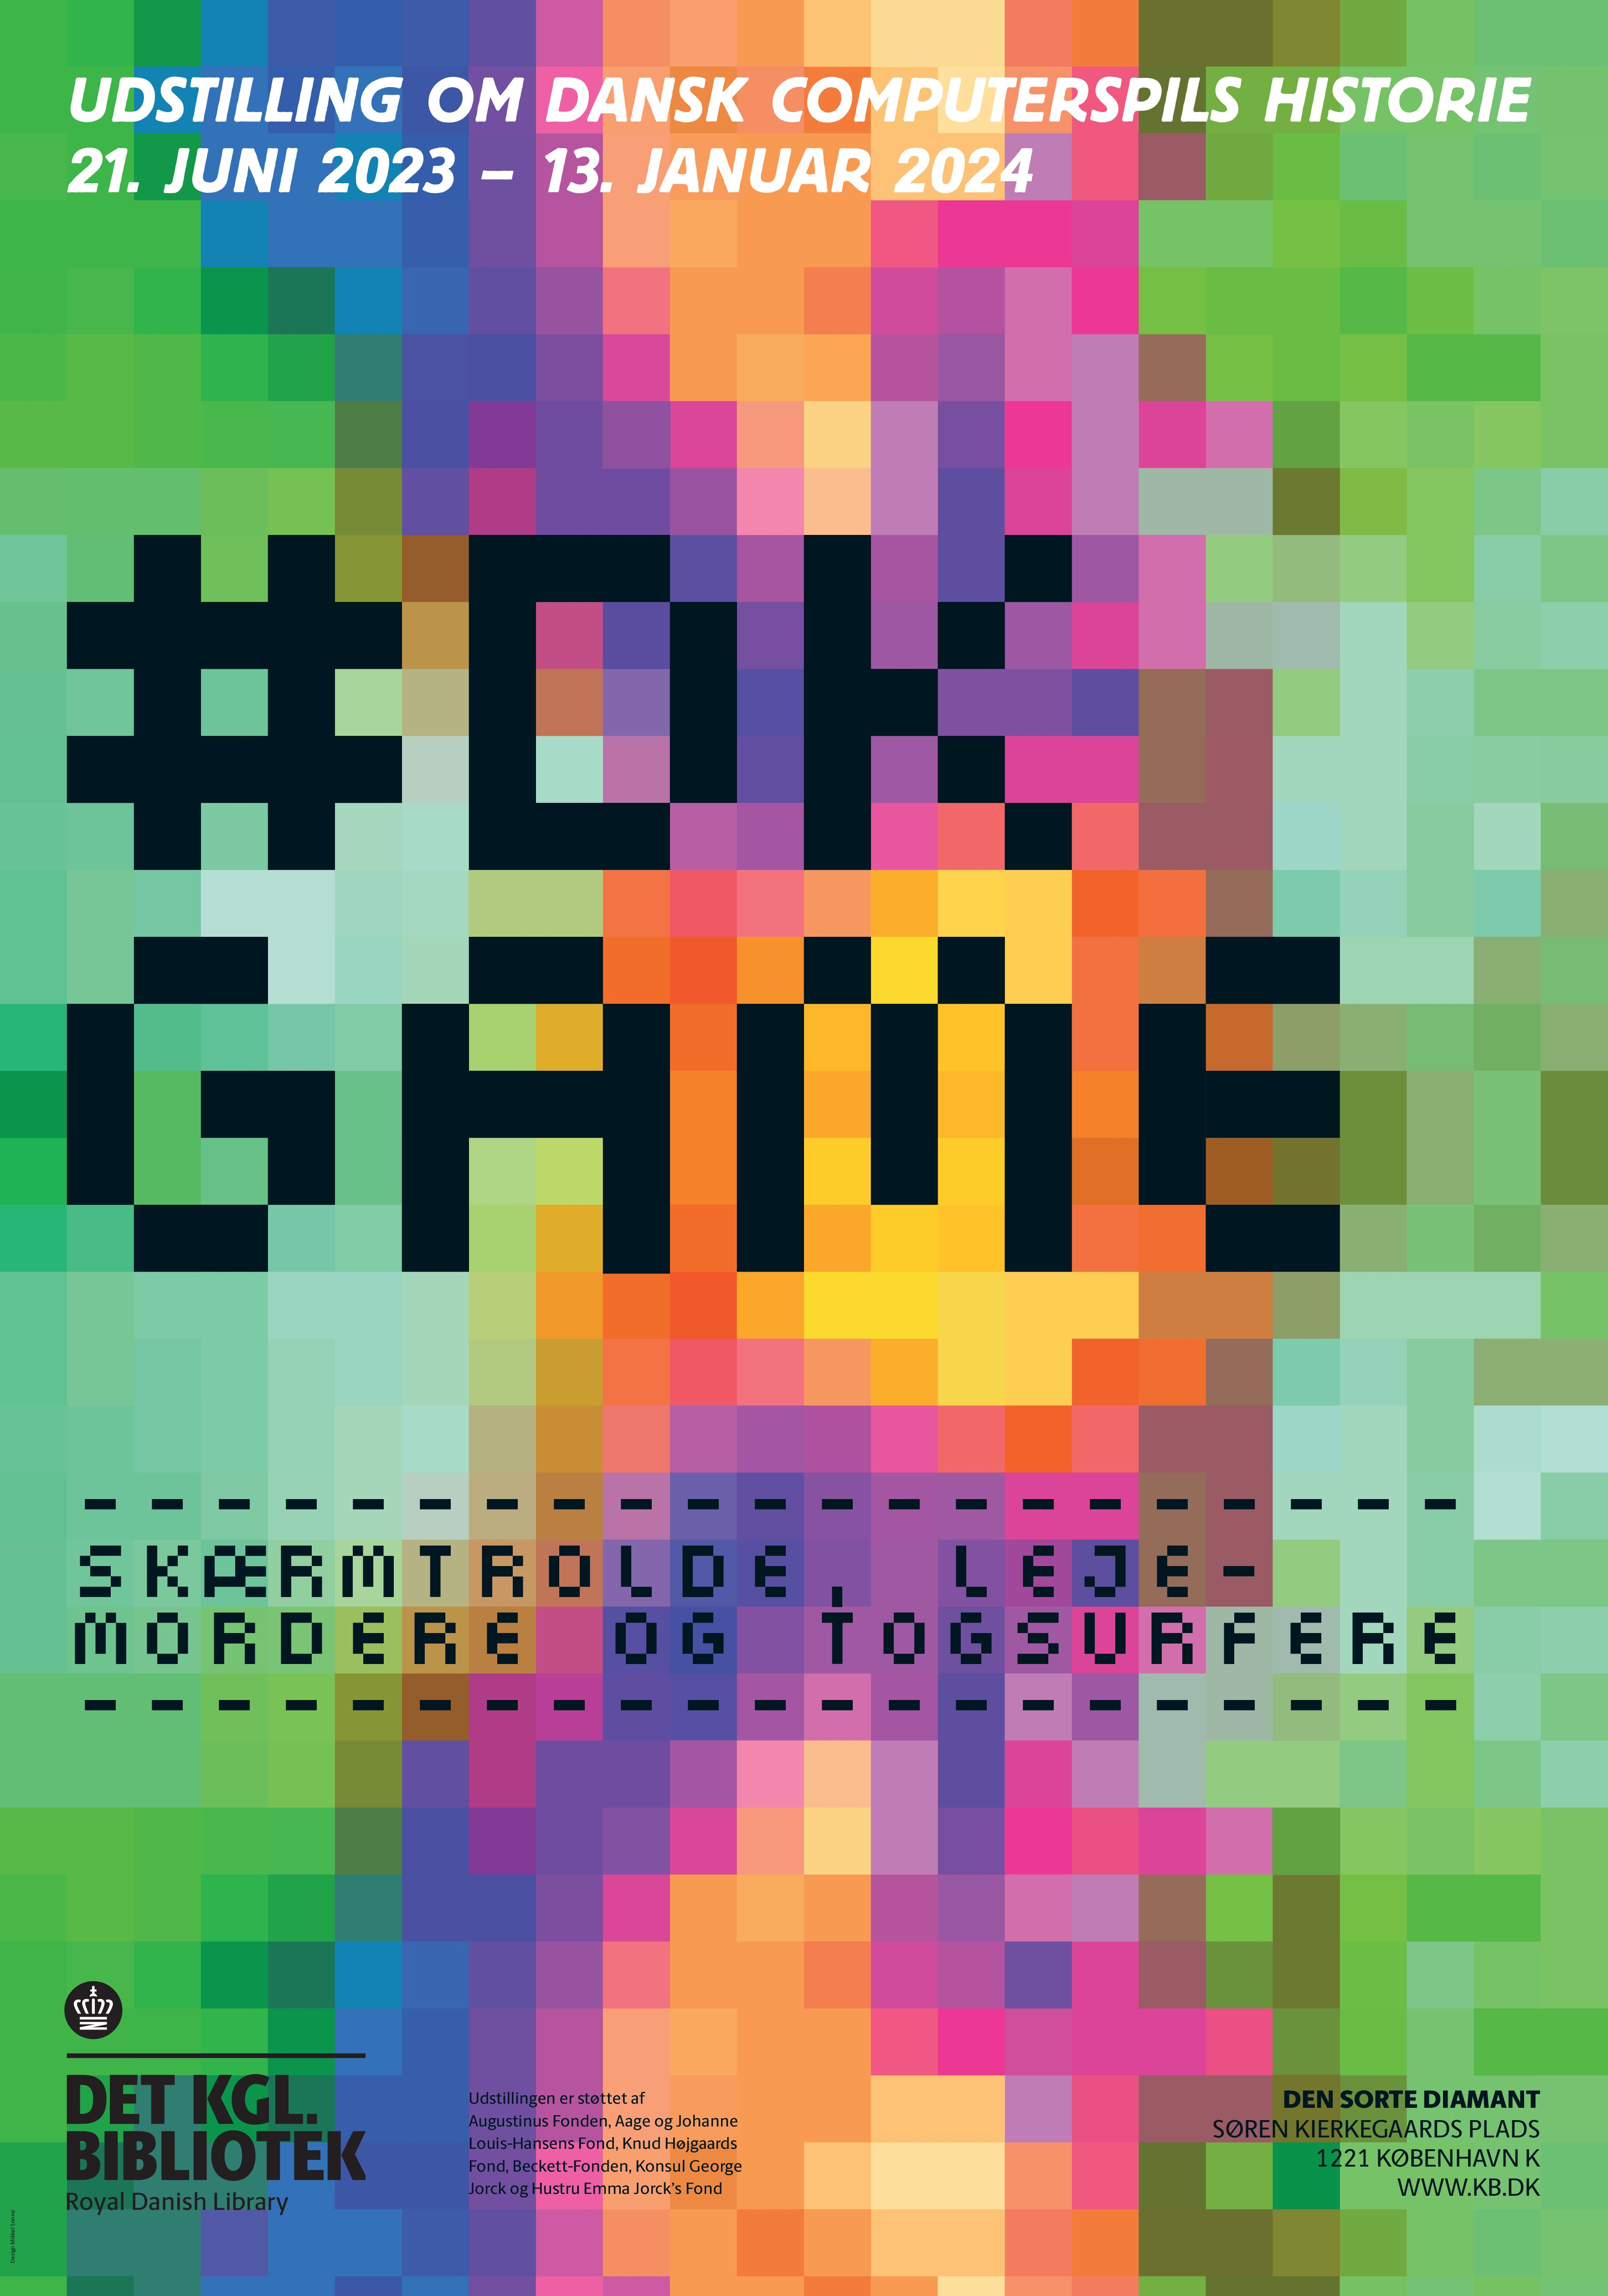 UDSTILLING OM DANSK COMPUTERSPILS HISTORIE
21. JUNI 2023 – 13. JANUAR 2024
#DK
GAME
– – – – – – – – – – – – – – – – – – – – –
SKÆRMTROLDE, LEJE-
MORDERE OG TOGSURFERE
– – – – – – – – – – – – – – – – – – – – –
DET KGL.
BIBLIOTEK
Royal Danish Library
Udstillingen er støttet af
Augustinus Fonden, Aage og Johanne
Louis-Hansens Fond, Knud Højgaards
Fond, Beckett-Fonden, Konsul George
Jorck og Hustru Emma Jorck's Fond
DEN SORTE DIAMANT
SØREN KIERKEGAARDS PLADS
1221 KØBENHAVN K
WWW.KB.DK